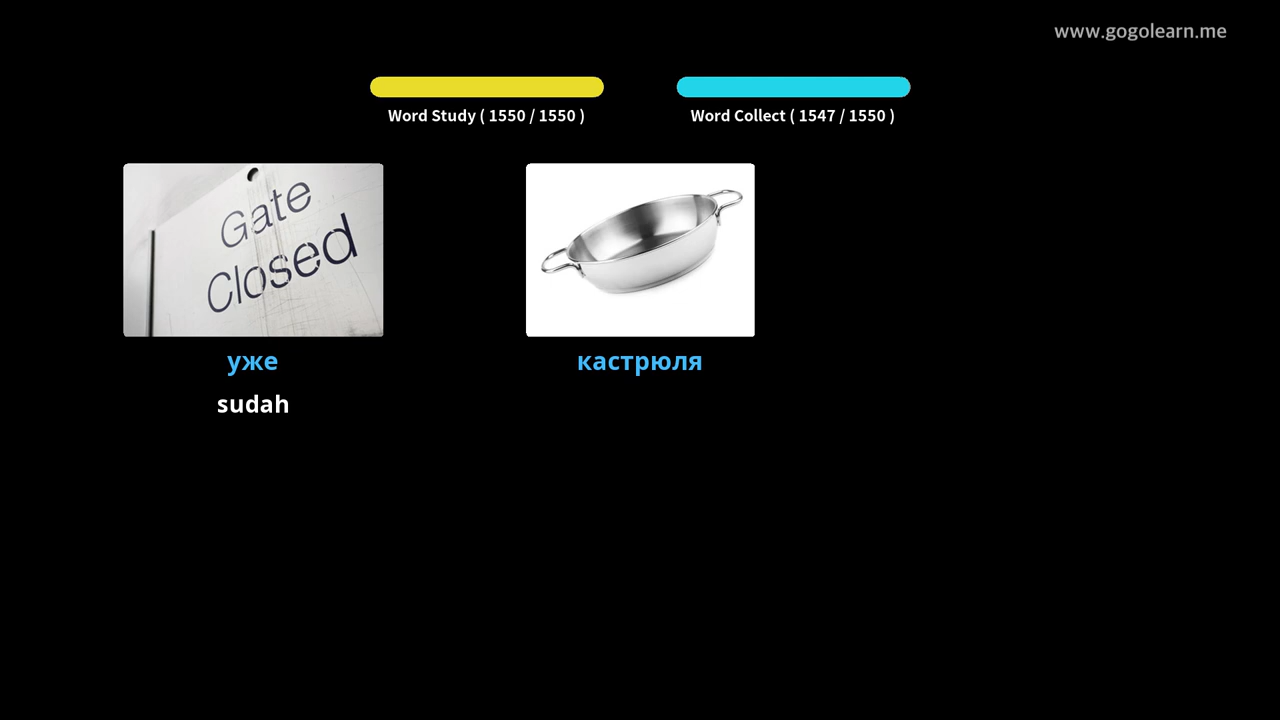 www.gogolearn.me
Word Study ( 1550 / 1550 )
Word Collect ( 1547 / 1550 )
Gate
Closed
уже
sudah
кастрюля